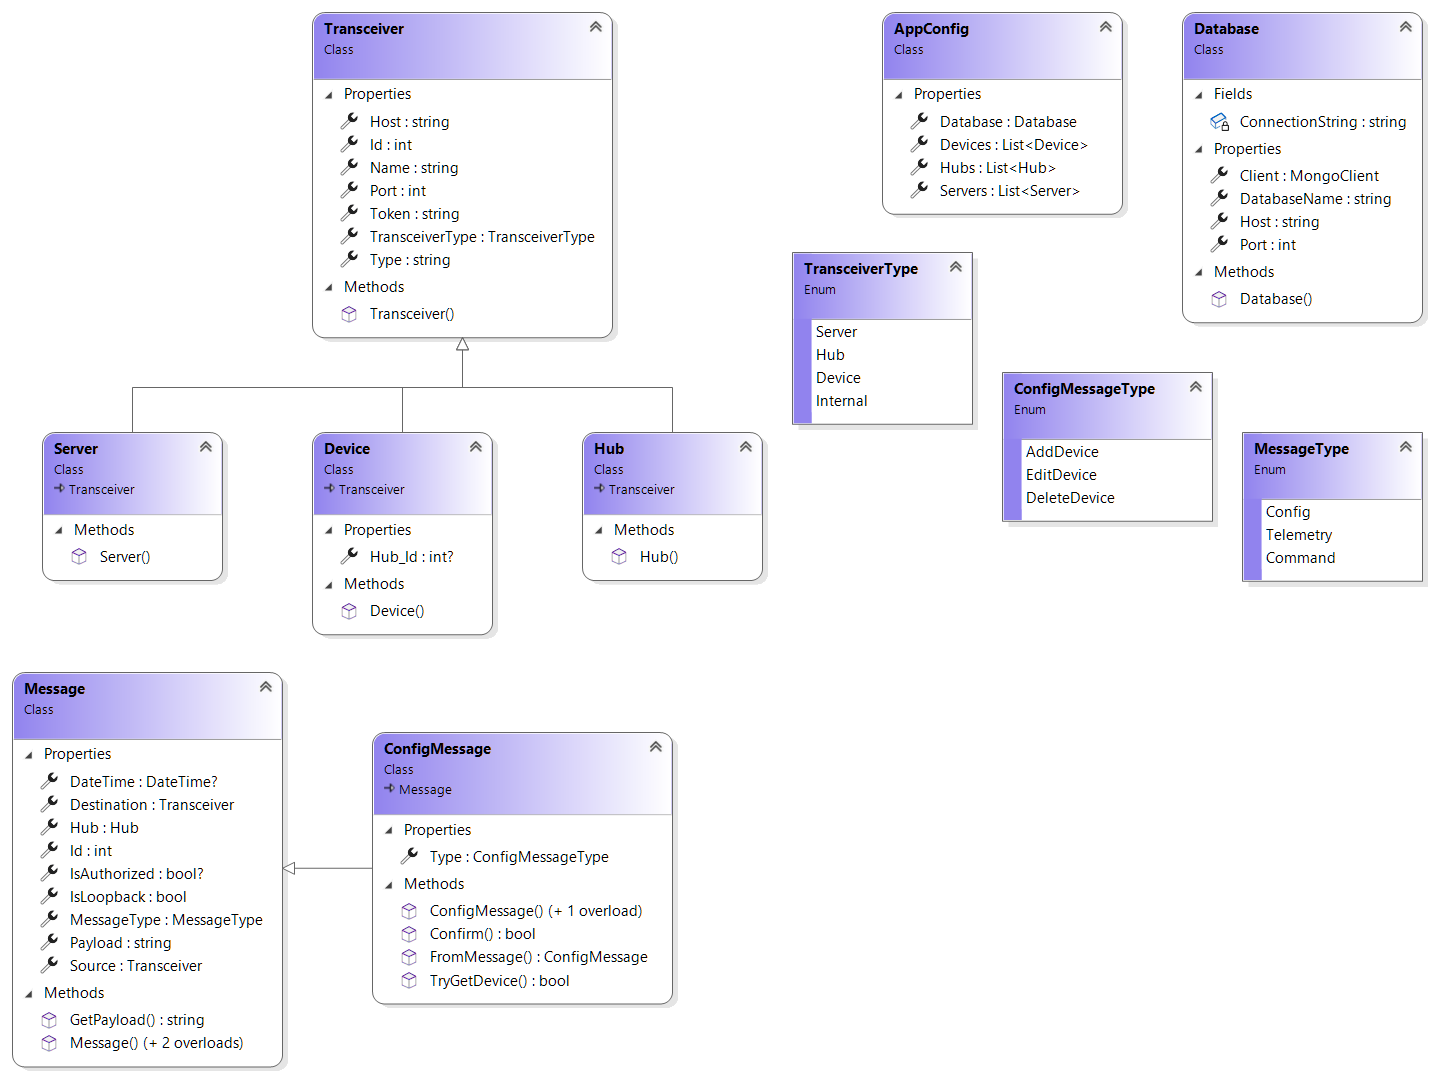 Transceiver
Class
Properties
Host : string
Id : int
Name : string
Port : int
Token : string
TransceiverType : TransceiverType
Type : string
Methods
Transceiver()
AppConfig
Class
Properties
Database : Database
Devices : List<Device>
Hubs : List<Hub>
Servers : List<Server>
Database
Class
Fields
ConnectionString : string
Properties
Client : MongoClient
DatabaseName : string
Host : string
Port : int
Methods
Database()
TransceiverType
Enum
Server
Hub
Device
Internal
ConfigMessageType
Enum
AddDevice
EditDevice
DeleteDevice
MessageType
Enum
Config
Telemetry
Command
Server
Class
Transceiver
Methods
Server()
Device
Class
Transceiver
Properties
Hub_Id : int?
Methods
Device()
Hub
Class
Transceiver
Methods
Hub()
Message
Class
Properties
DateTime : DateTime?
Destination : Transceiver
Hub : Hub
Id : int
IsAuthorized : bool?
IsLoopback : bool
MessageType : MessageType
Payload : string
Source : Transceiver
Methods
GetPayload() : string
Message() (+ 2 overloads)
ConfigMessage
Class
Message
Properties
Type : ConfigMessageType
Methods
ConfigMessage() (+ 1 overload)
Confirm() : bool
FromMessage() : ConfigMessage
TryGetDevice() : bool